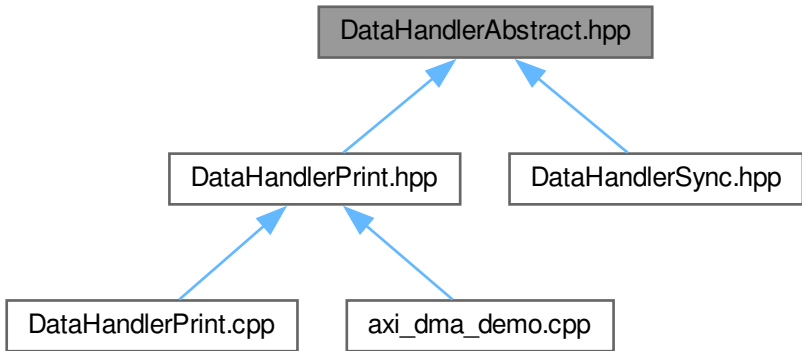 DataHandlerAbstract.hpp
DataHandlerPrint.hpp
DataHandlerSync.hpp
DataHandlerPrint.cpp
axi_dma_demo.cpp